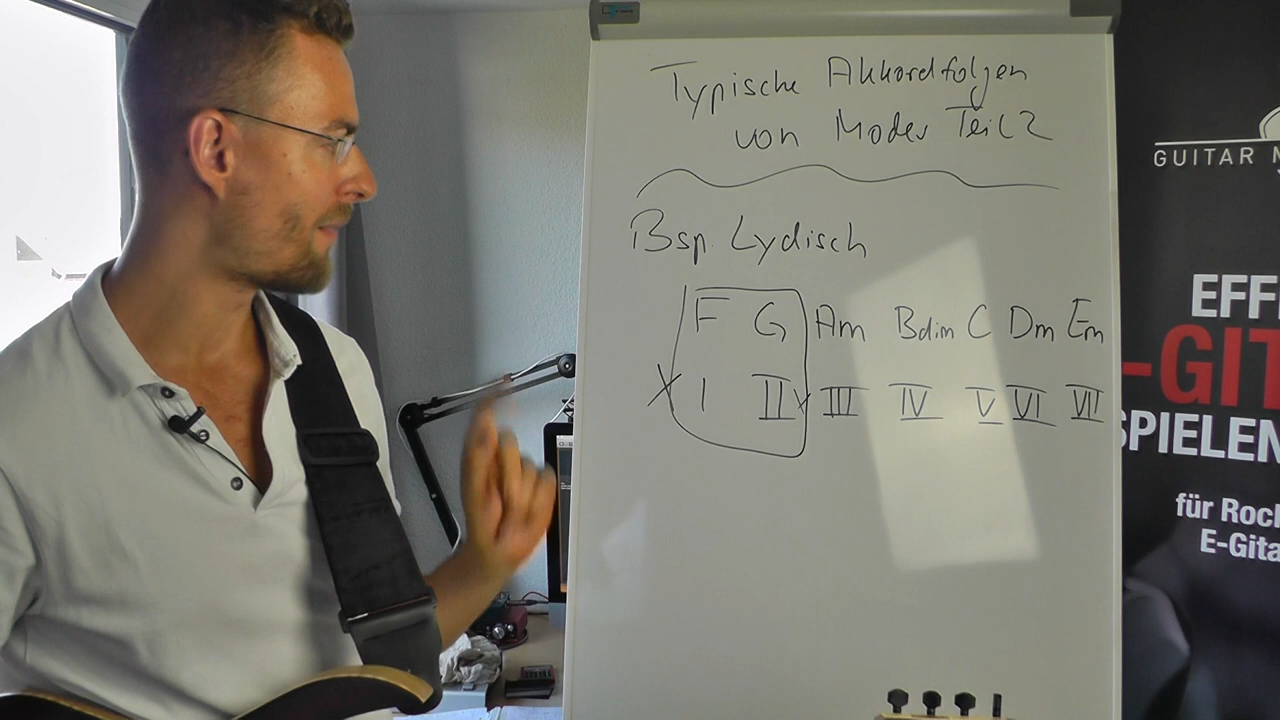 Typische Akkordfolgen
von Modes Teil 2
Bsp. Lydisch
F G Am Bdim C Dm Em
X I II x III IV V VI VII
GUITAR M
EFF
-GIT
SPIELEN
für Rock
E-Gita